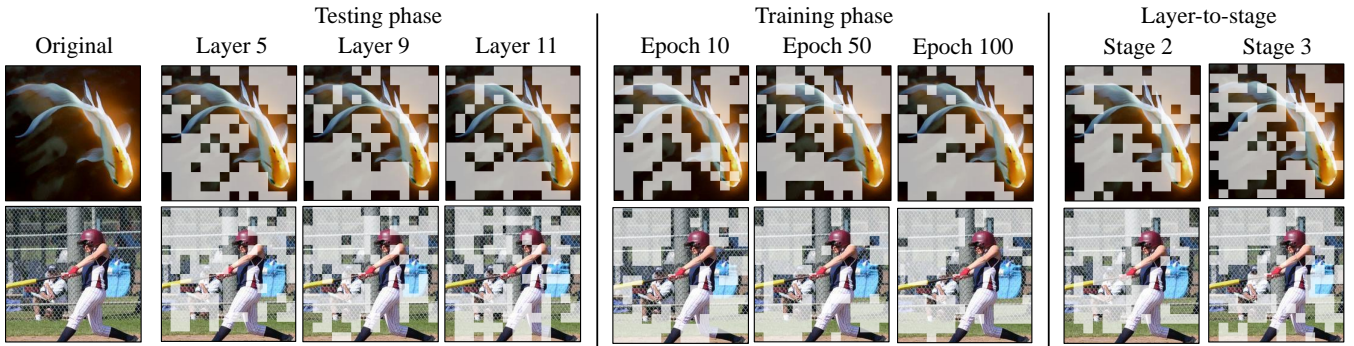 Testing phase
Training phase
Layer-to-stage
Original
Layer 5
Layer 9
Layer 11
Epoch 10
Epoch 50
Epoch 100
Stage 2
Stage 3